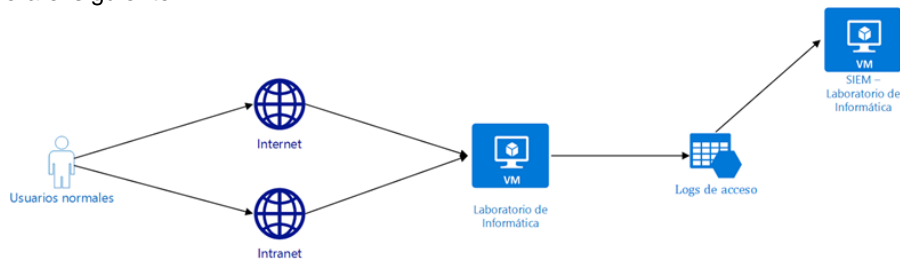 VM
SIEM –
Laboratorio de
Informática
Internet
VM
Laboratorio de
Informática
Logs de acceso
Usuarios normales
Intranet